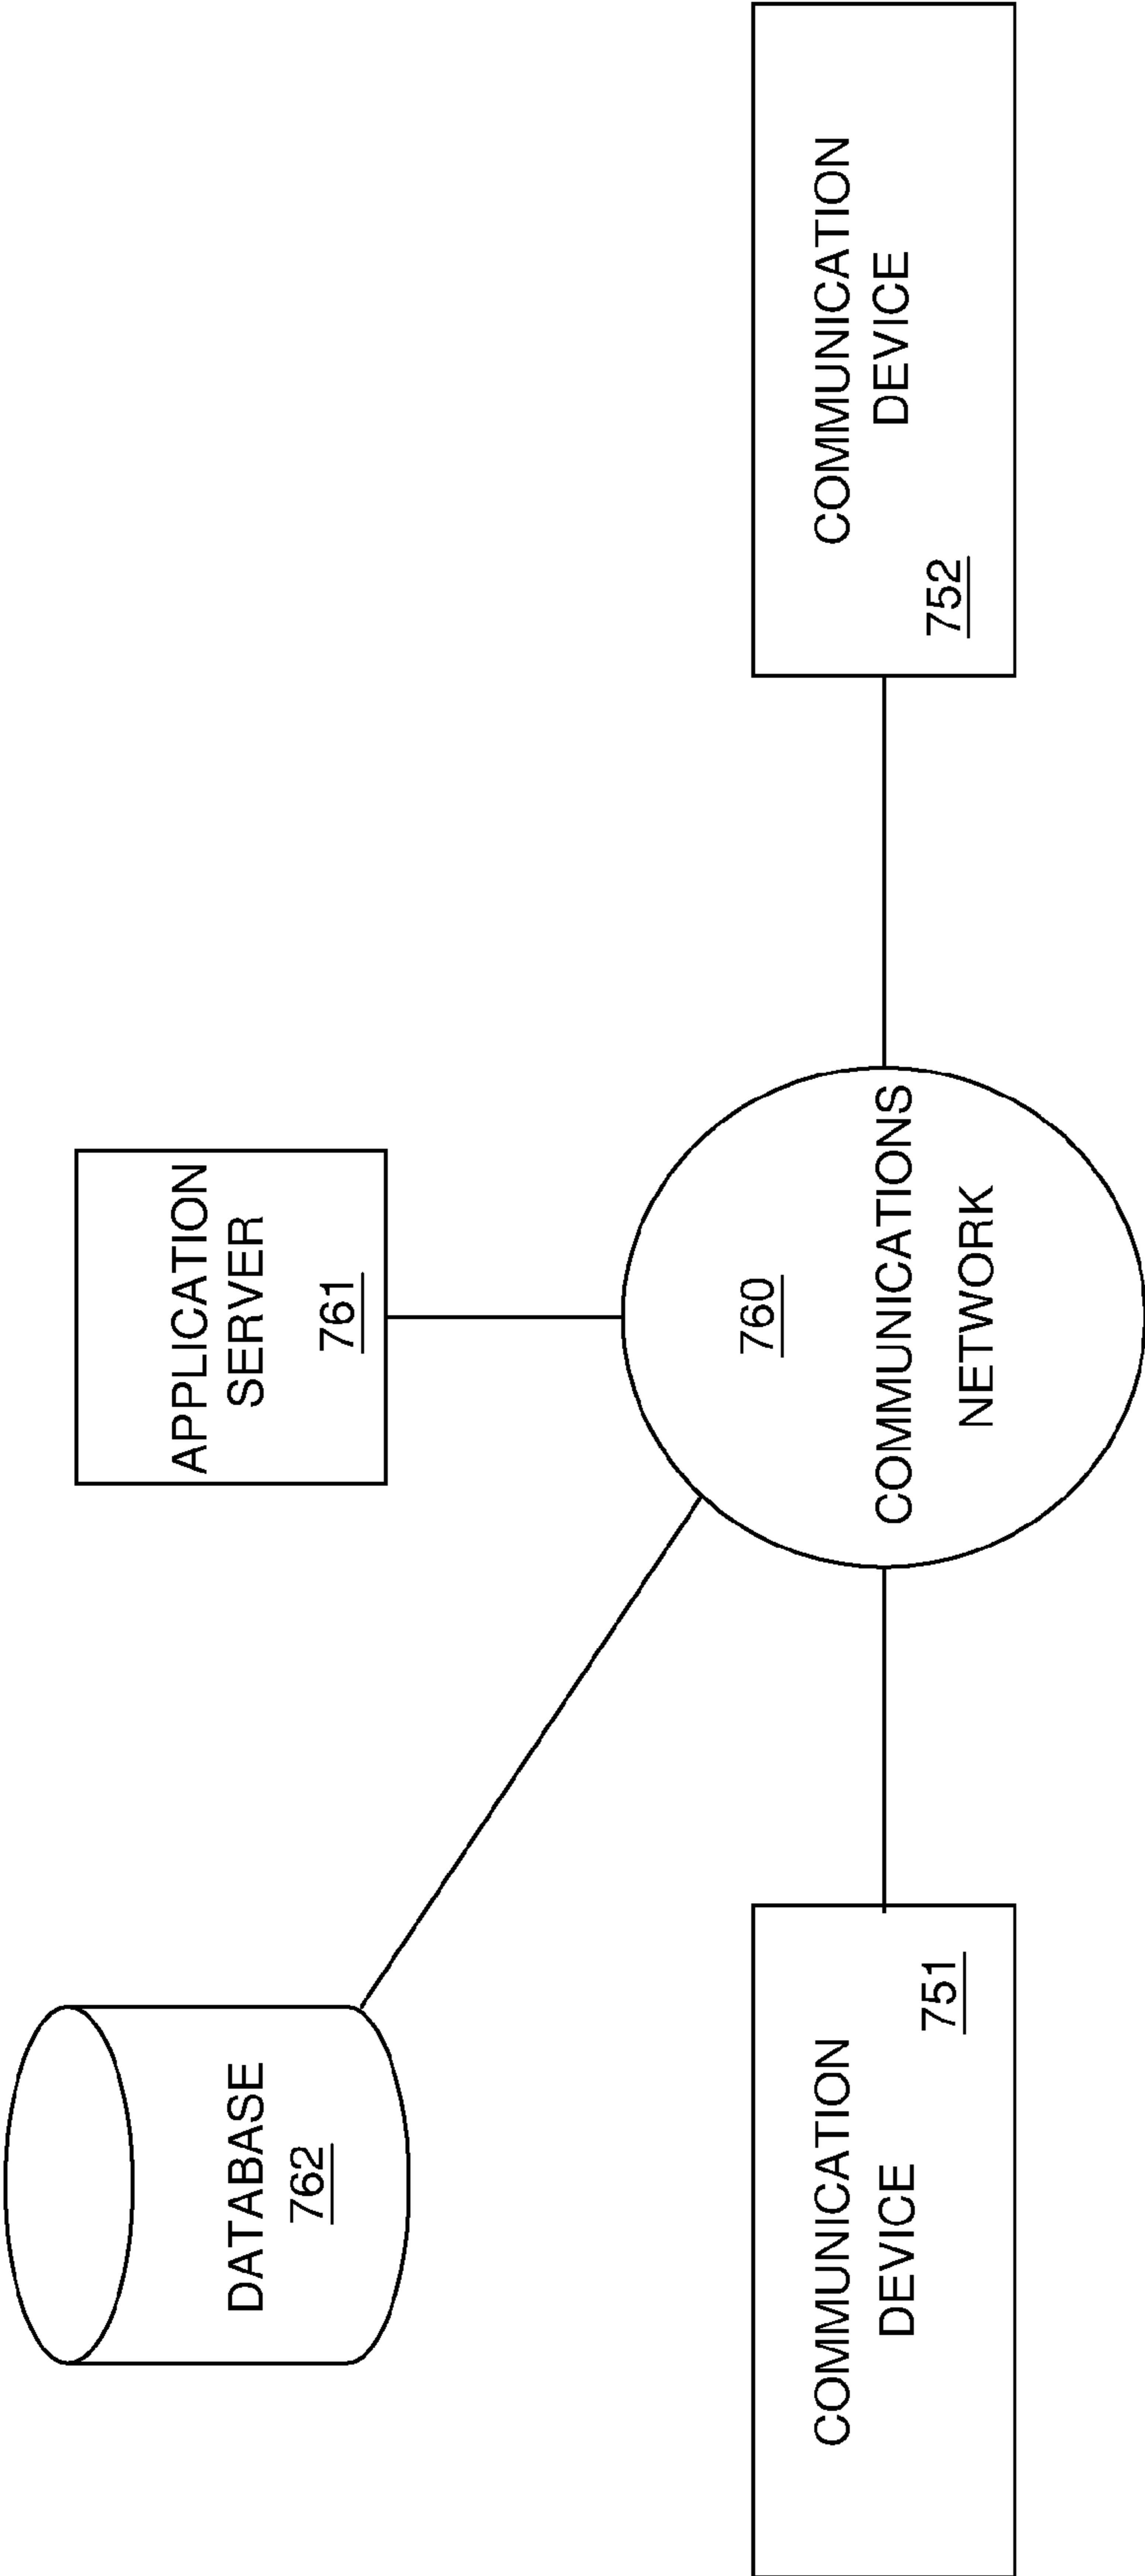 DATABASE
762
APPLICATION
SERVER
761
COMMUNICATION
DEVICE
751
760
COMMUNICATIONS
NETWORK
COMMUNICATION
DEVICE
752